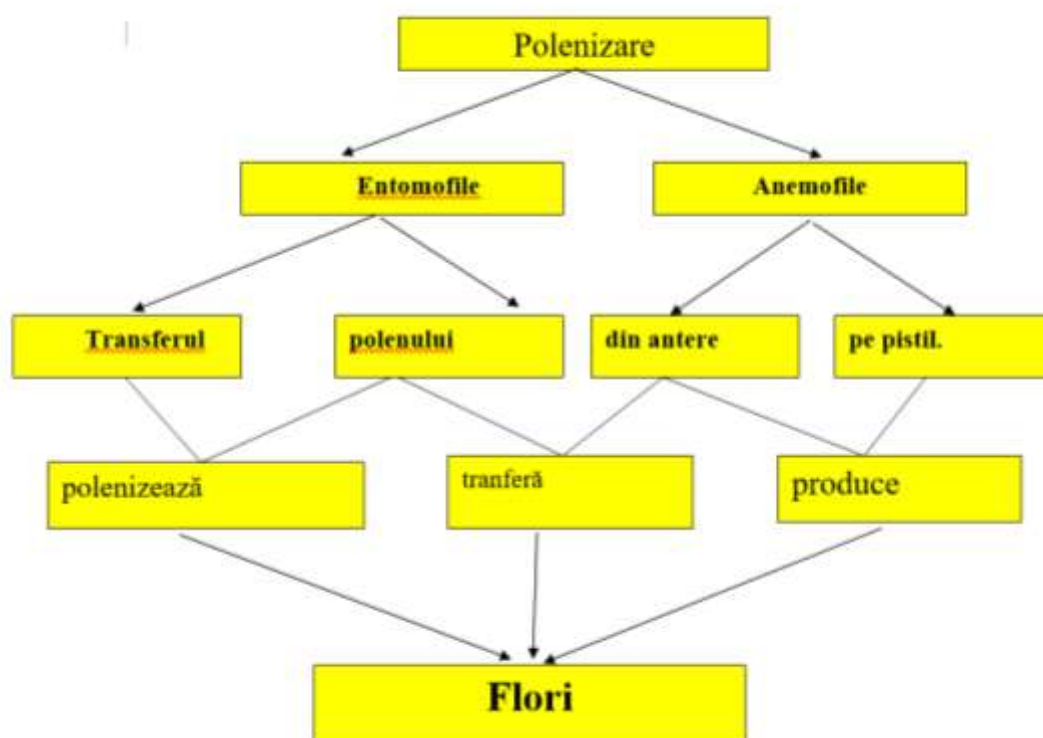 Polenizare
Entomofile
Anemofile
Transferul
polenului
din antere
pe pistil.
polenizează
tranferă
produce
Flori